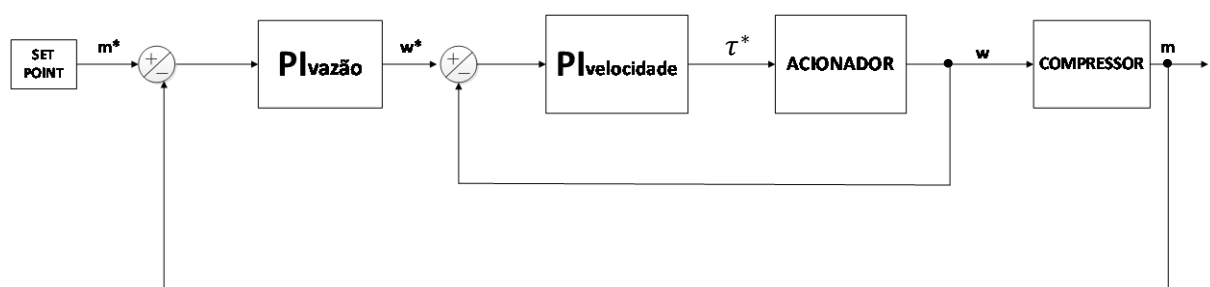 SET
POINT
m*
+
−
PIvazão
w*
+
−
PIvelocidade
τ*
ACIONADOR
w
COMPRESSOR
m